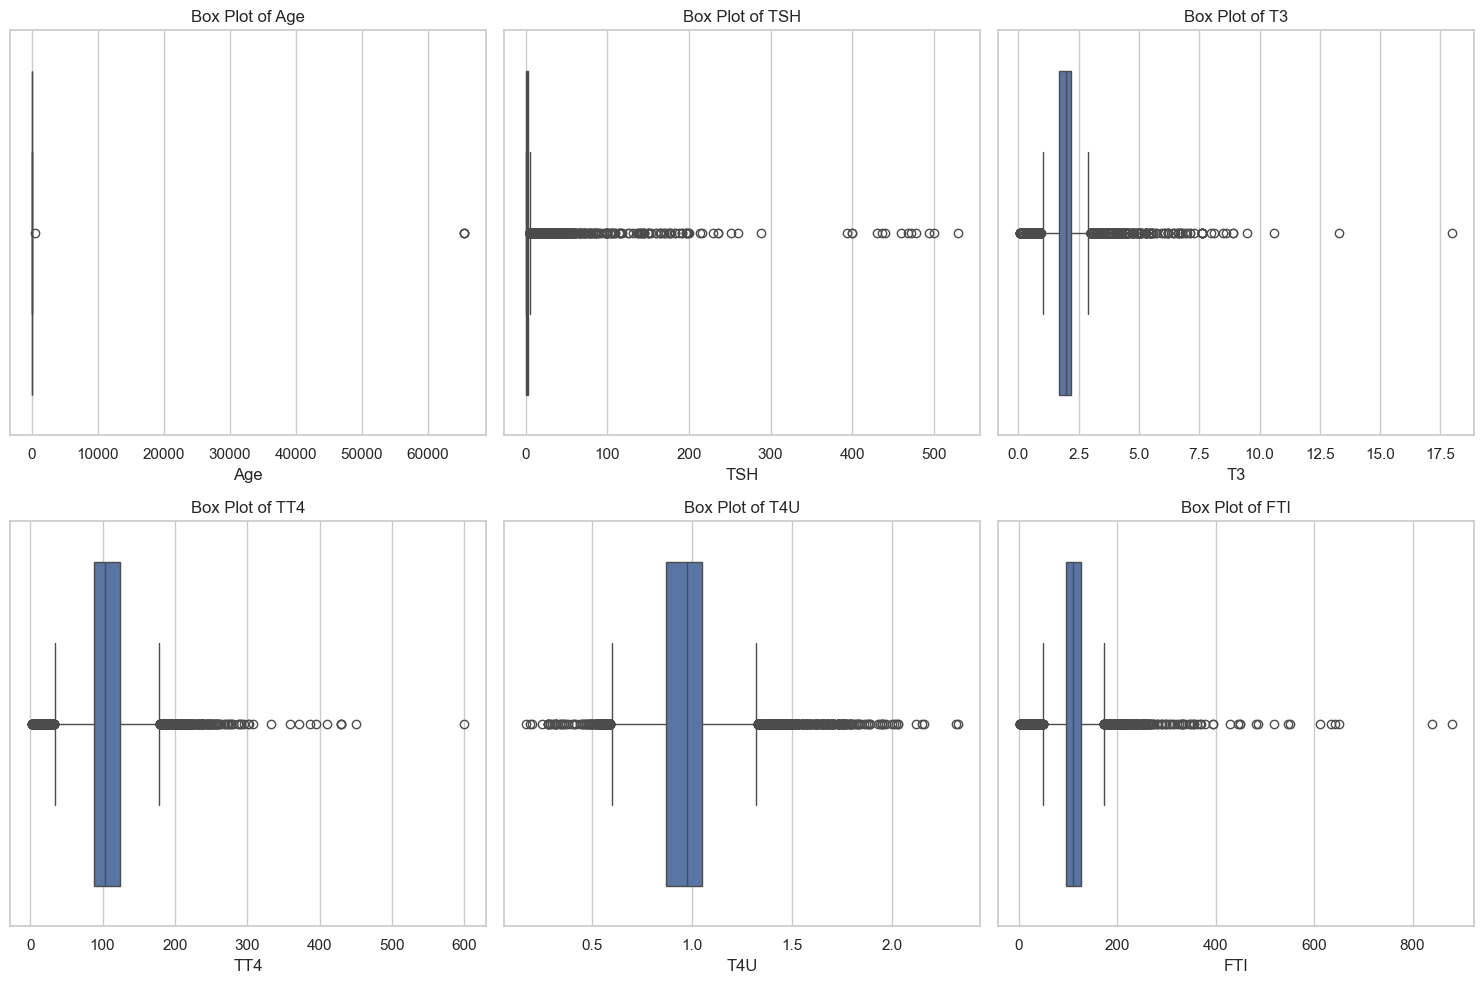 Box Plot of Age
0 10000 20000 30000 40000 50000 60000
Age
Box Plot of TSH
0 100 200 300 400 500
TSH
Box Plot of T3
0.0 2.5 5.0 7.5 10.0 12.5 15.0 17.5
T3
Box Plot of TT4
0 100 200 300 400 500 600
TT4
Box Plot of T4U
0.5 1.0 1.5 2.0
T4U
Box Plot of FTI
0 200 400 600 800
FTI